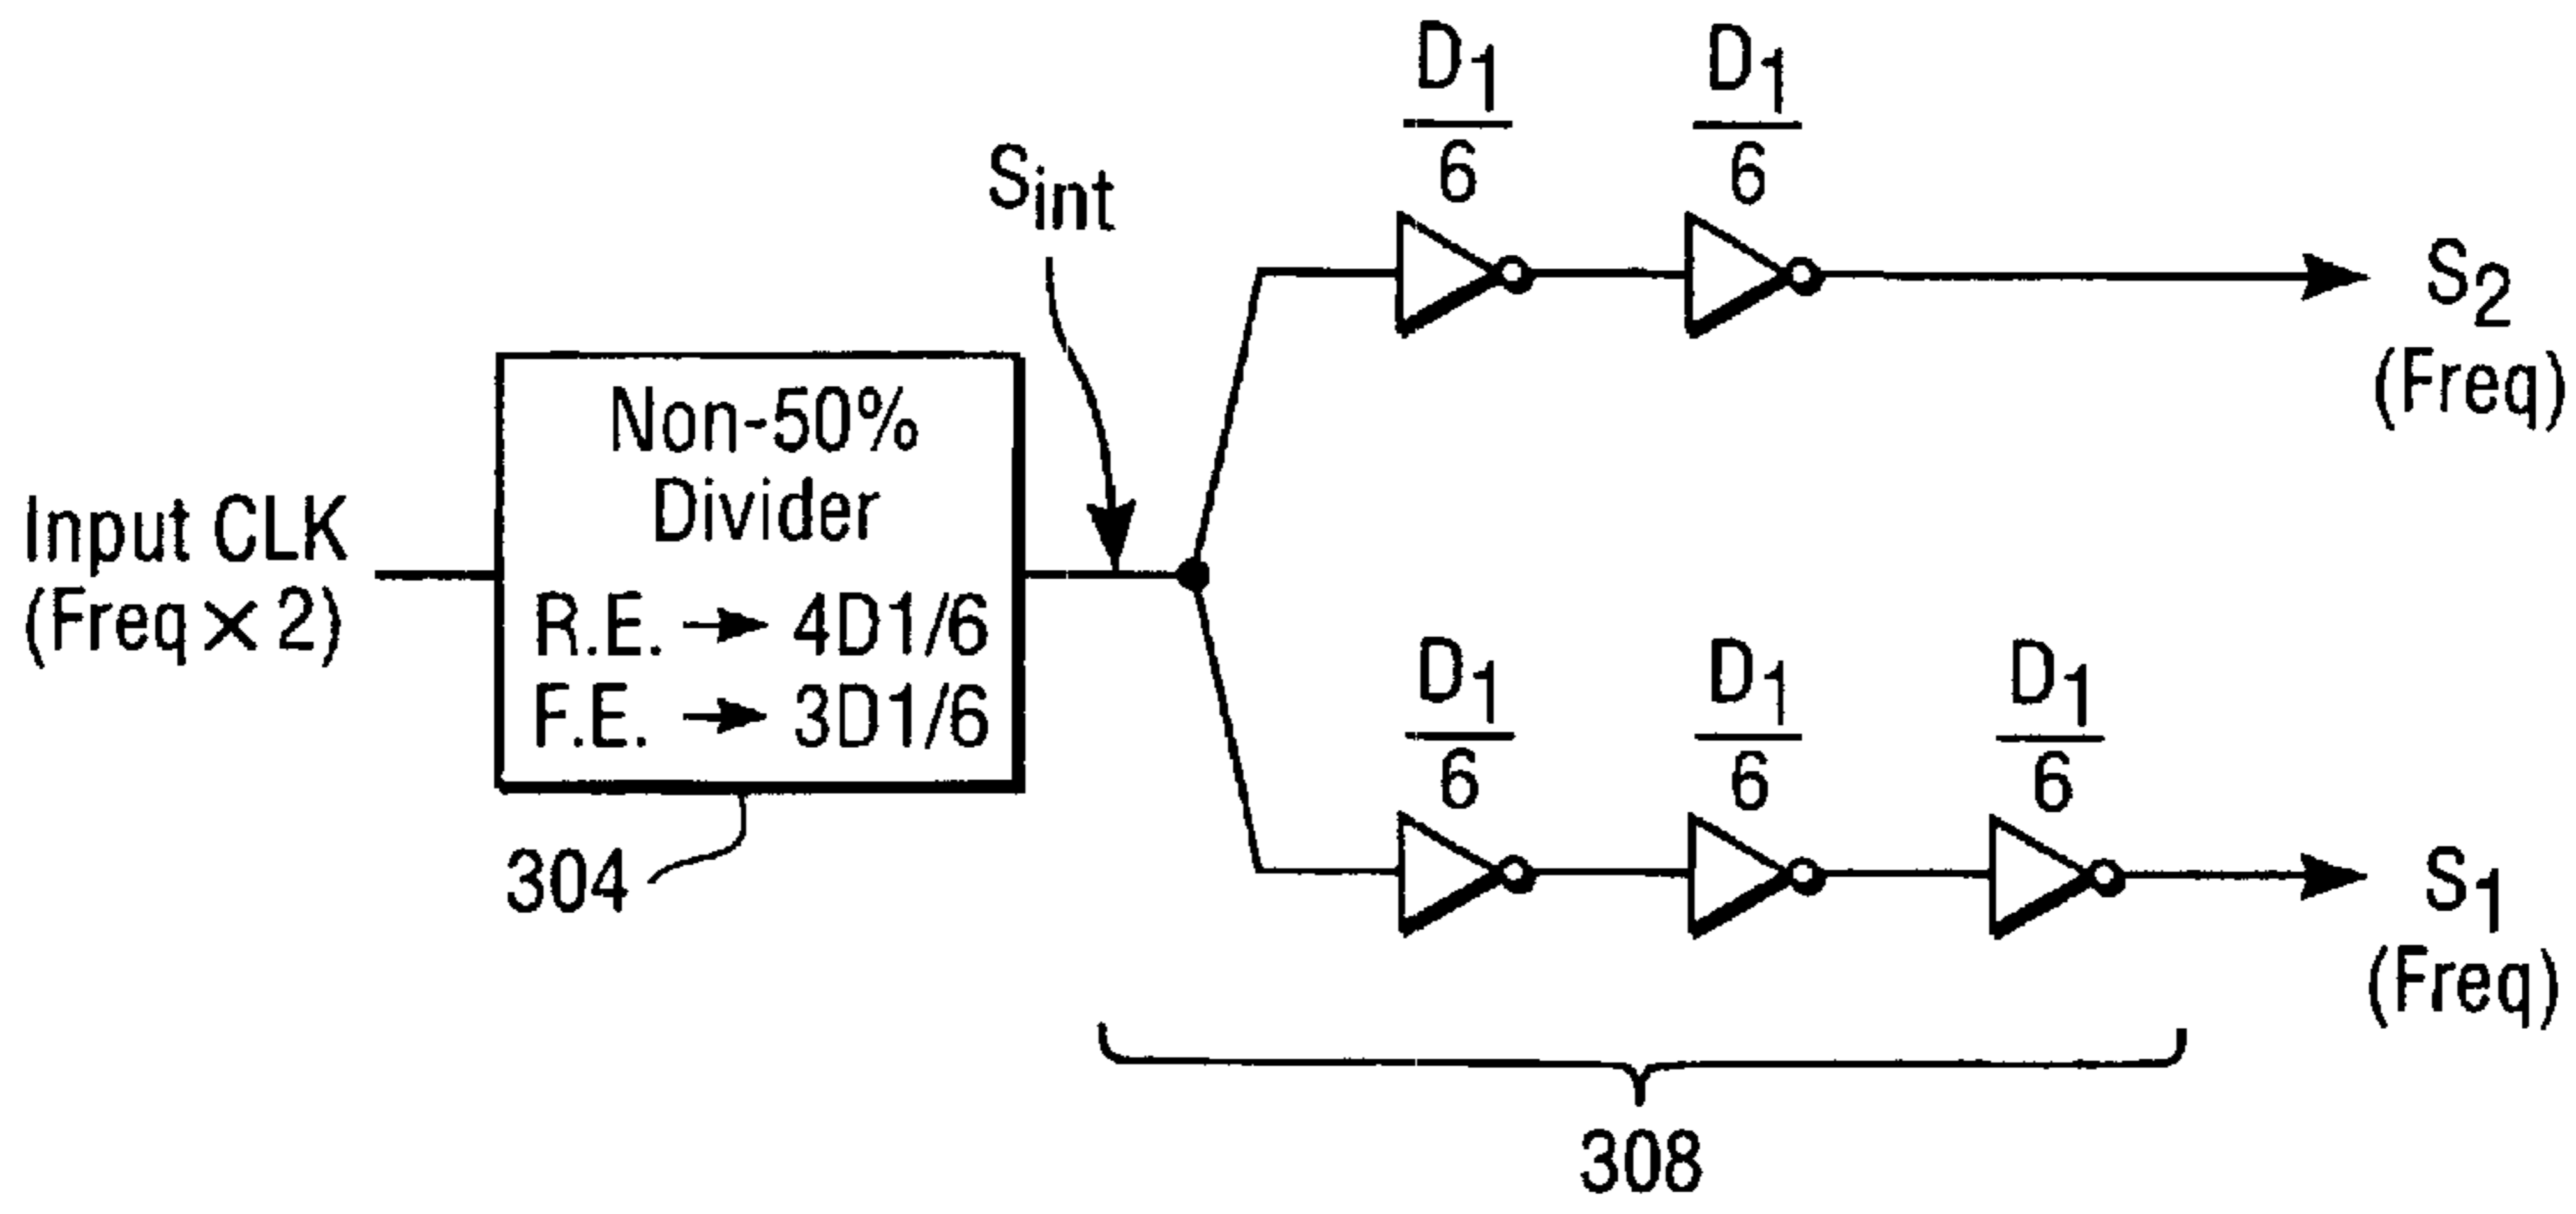 D1/6 D1/6
Sint
S2
(Freq)
Non-50%
Divider
Input CLK
(Freq × 2)
R.E. → 4D1/6
F.E. → 3D1/6
D1/6 D1/6 D1/6
304
S1
(Freq)
308